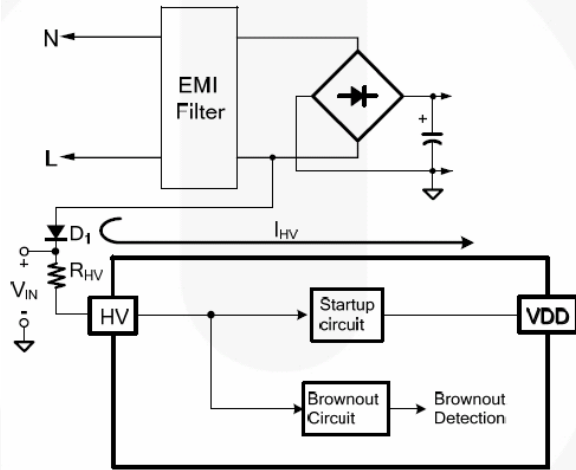 N
EMI
Filter
+
L
D1
IHV
+
VIN
-
RHV
HV
Startup
circuit
VDD
Brownout
Circuit
Brownout
Detection